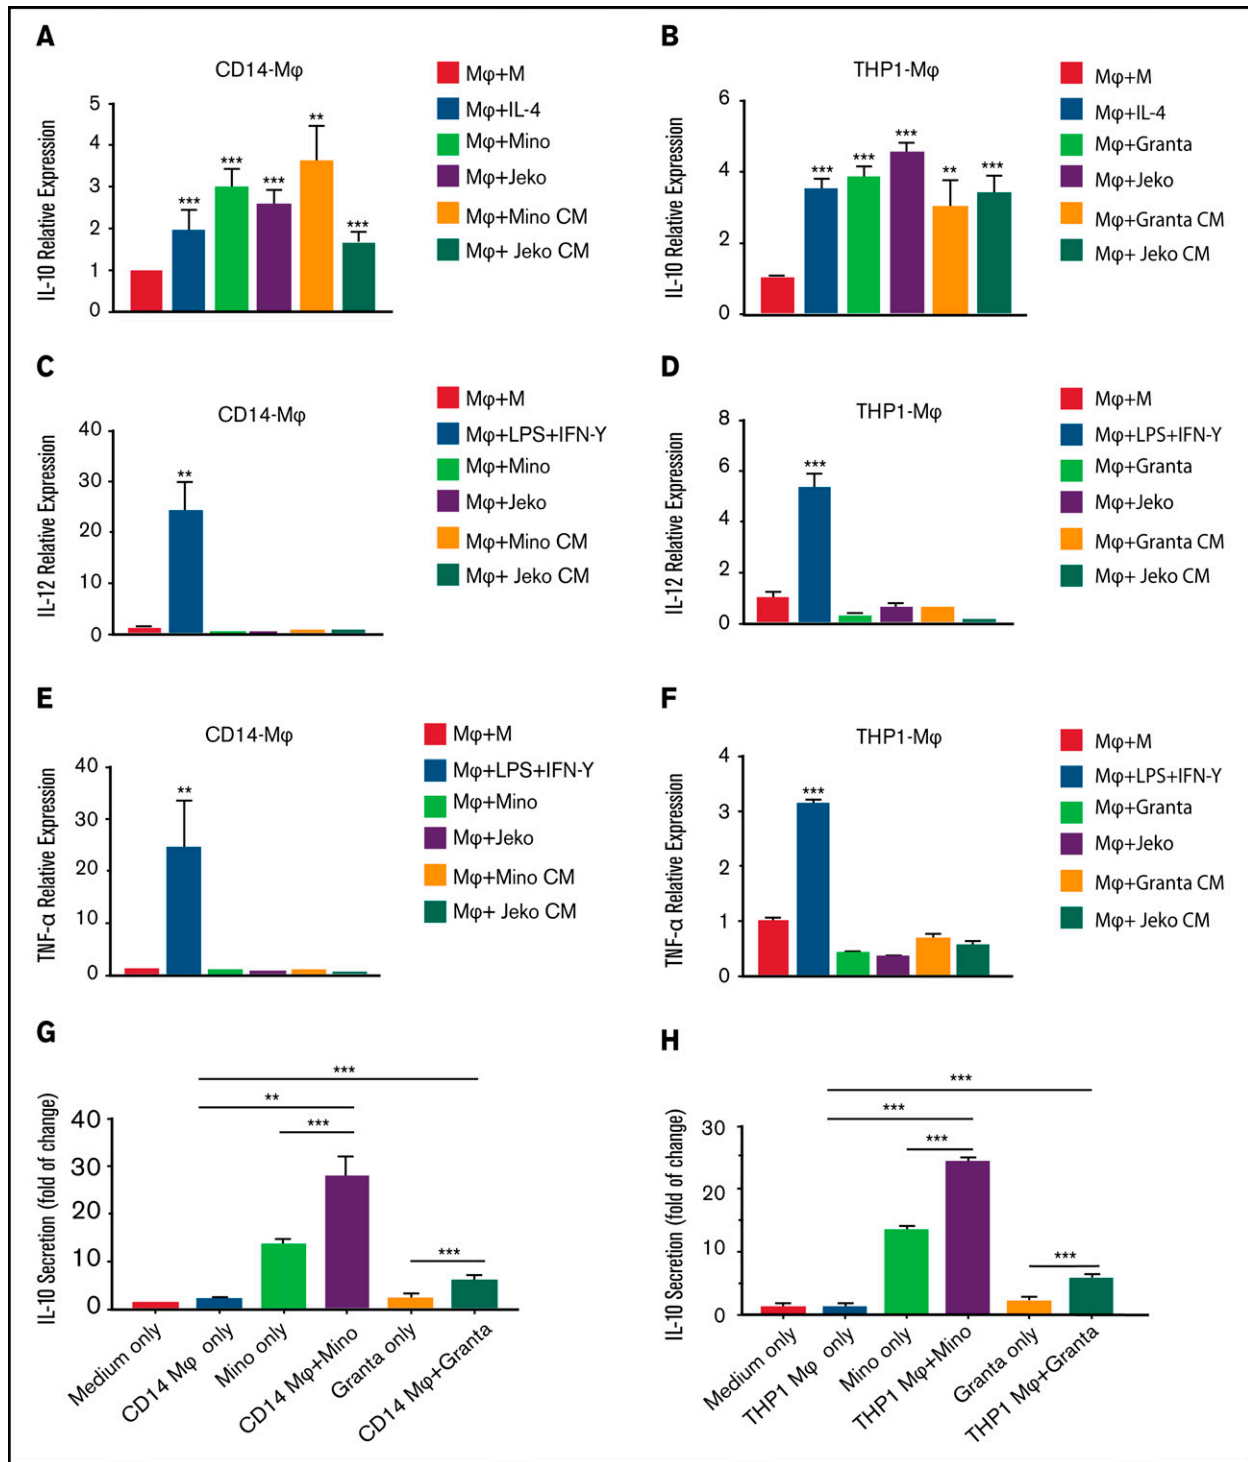 A
CD14-Mφ
IL-10 Relative Expression
5
4
3
2
1
0
***
***
***
**
***
Mφ+M
Mφ+IL-4
Mφ+Mino
Mφ+Jeko
Mφ+Mino CM
Mφ+ Jeko CM
B
THP1-Mφ
IL-10 Relative Expression
6
4
2
0
***
***
***
**
***
Mφ+M
Mφ+IL-4
Mφ+Granta
Mφ+Jeko
Mφ+Granta CM
Mφ+ Jeko CM
C
CD14-Mφ
IL-12 Relative Expression
40
30
20
10
0
**
Mφ+M
Mφ+LPS+IFN-Y
Mφ+Mino
Mφ+Jeko
Mφ+Mino CM
Mφ+ Jeko CM
D
THP1-Mφ
IL-12 Relative Expression
8
6
4
2
0
***
Mφ+M
Mφ+LPS+IFN-Y
Mφ+Granta
Mφ+Jeko
Mφ+Granta CM
Mφ+ Jeko CM
E
CD14-Mφ
TNF-α Relative Expression
40
30
20
10
0
**
Mφ+M
Mφ+LPS+IFN-Y
Mφ+Mino
Mφ+Jeko
Mφ+Mino CM
Mφ+ Jeko CM
F
THP1-Mφ
TNF-α Relative Expression
4
3
2
1
0
***
Mφ+M
Mφ+LPS+IFN-Y
Mφ+Granta
Mφ+Jeko
Mφ+Granta CM
Mφ+ Jeko CM
G
IL-10 Secretion (fold of change)
40
30
20
10
0
***
**
***
***
Medium only
CD14 Mφ only
Mino only
CD14 Mφ+Mino
Granta only
CD14 Mφ+Granta
H
IL-10 Secretion (fold of change)
30
20
10
0
***
***
***
***
Medium only
THP1 Mφ only
Mino only
THP1 Mφ+Mino
Granta only
THP1 Mφ+Granta